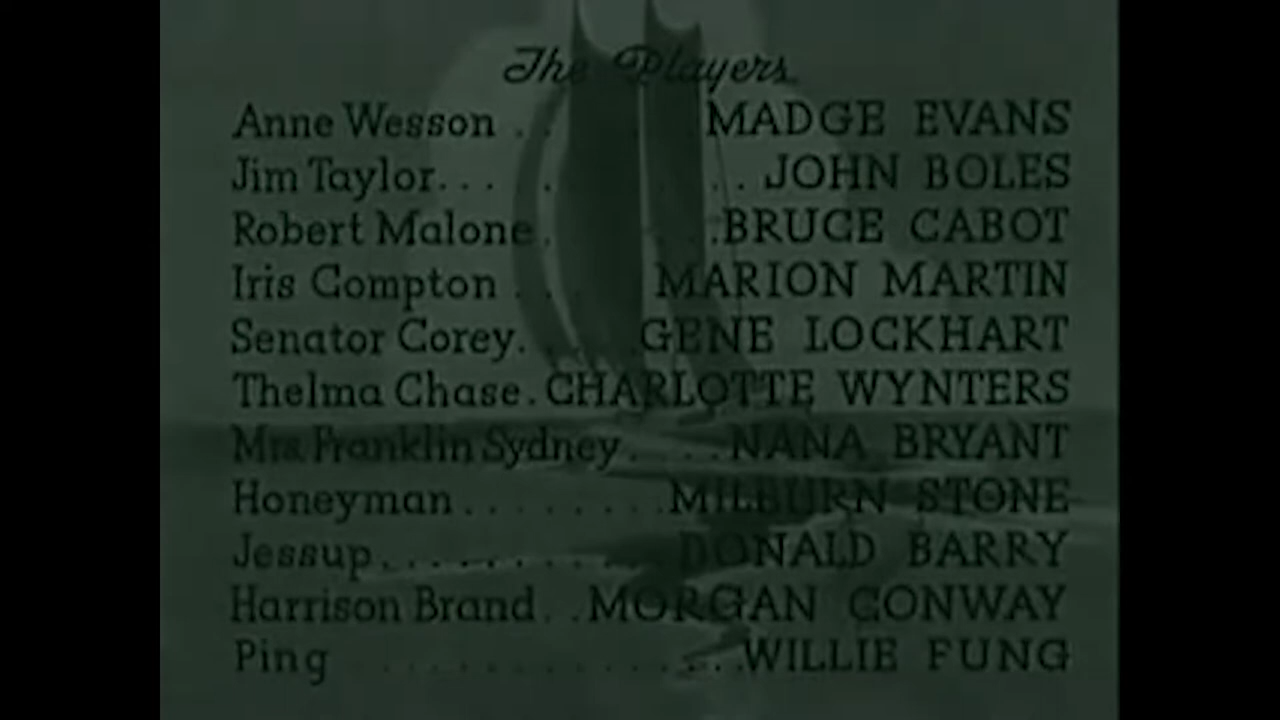 The Players
Anne Wesson . . MADGE EVANS
Jim Taylor. . . . . . JOHN BOLES
Robert Malone . . .BRUCE CABOT
Iris Compton . . . MARION MARTIN
Senator Corey. . . .GENE LOCKHART
Thelma Chase . CHARLOTTE WYNTERS
Mrs Franklin Sydney . . . .NANA BRYANT
Honeyman . . . . . . . . MILBURN STONE
Jessup. . . . . . . . . . DONALD BARRY
Harrison Brand . . MORGAN CONWAY
Ping . . . . . . . . . . . . . . WILLIE FUNG